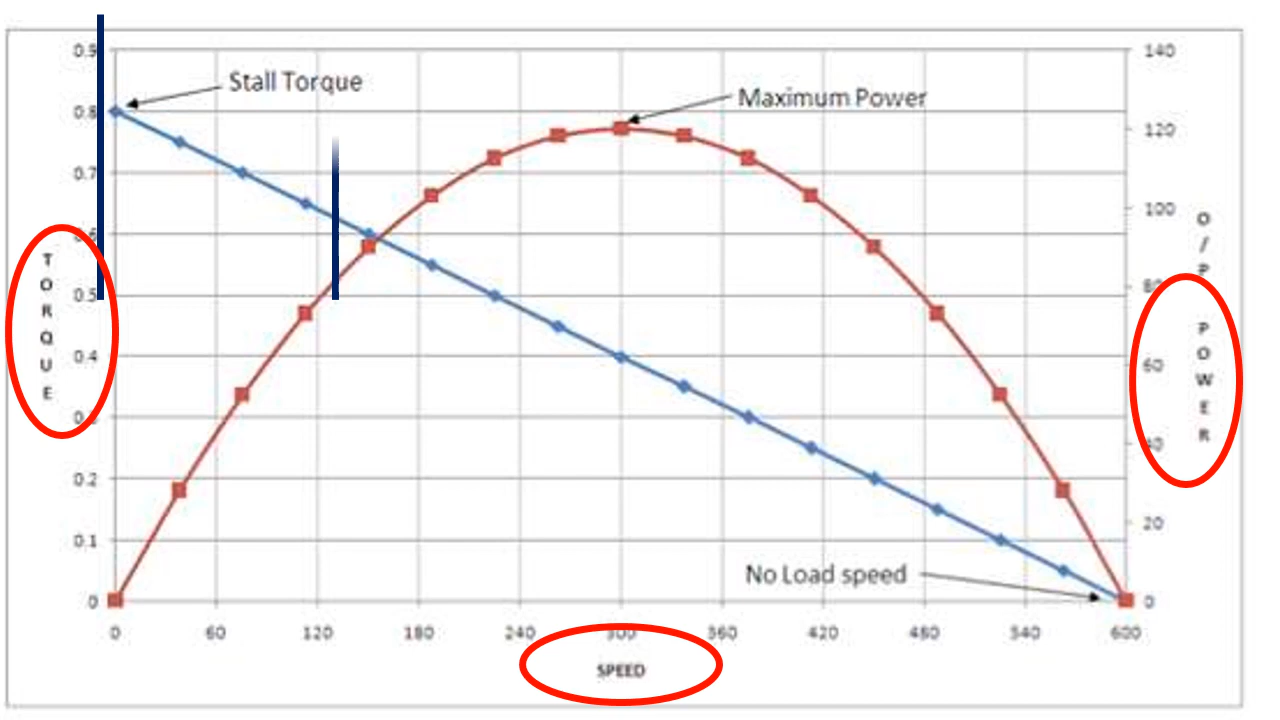 0.9
0.8
0.7
0.5
0.4
0.2
0.1
0
TORQUE
Stall Torque
Maximum Power
No Load speed
140
120
100
80
60
40
20
0
O/P POWER
0 60 120 180 240 300 360 420 480 540 600
SPEED